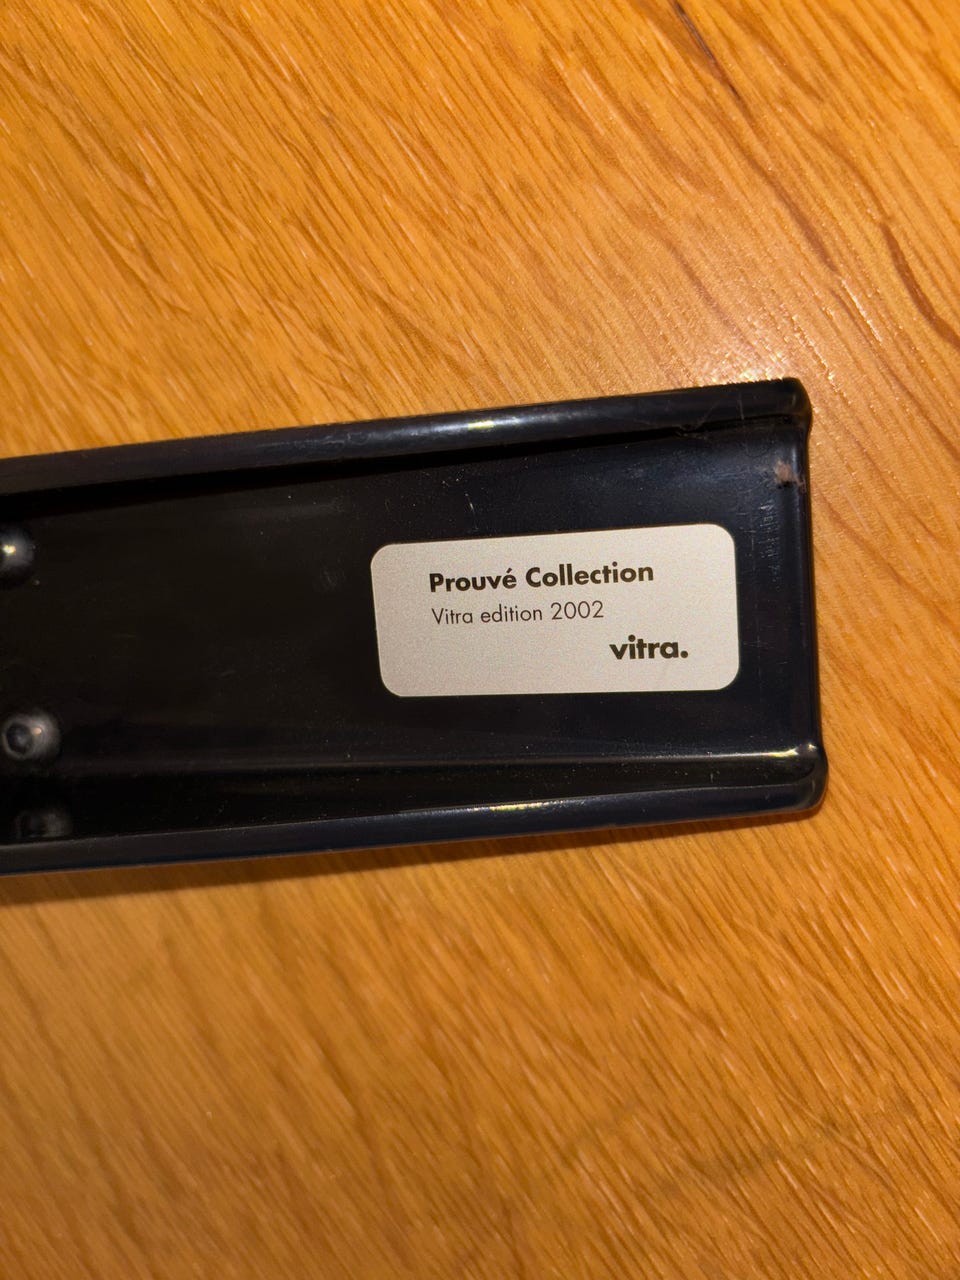 Prouvé Collection
Vitra edition 2002
vitra.